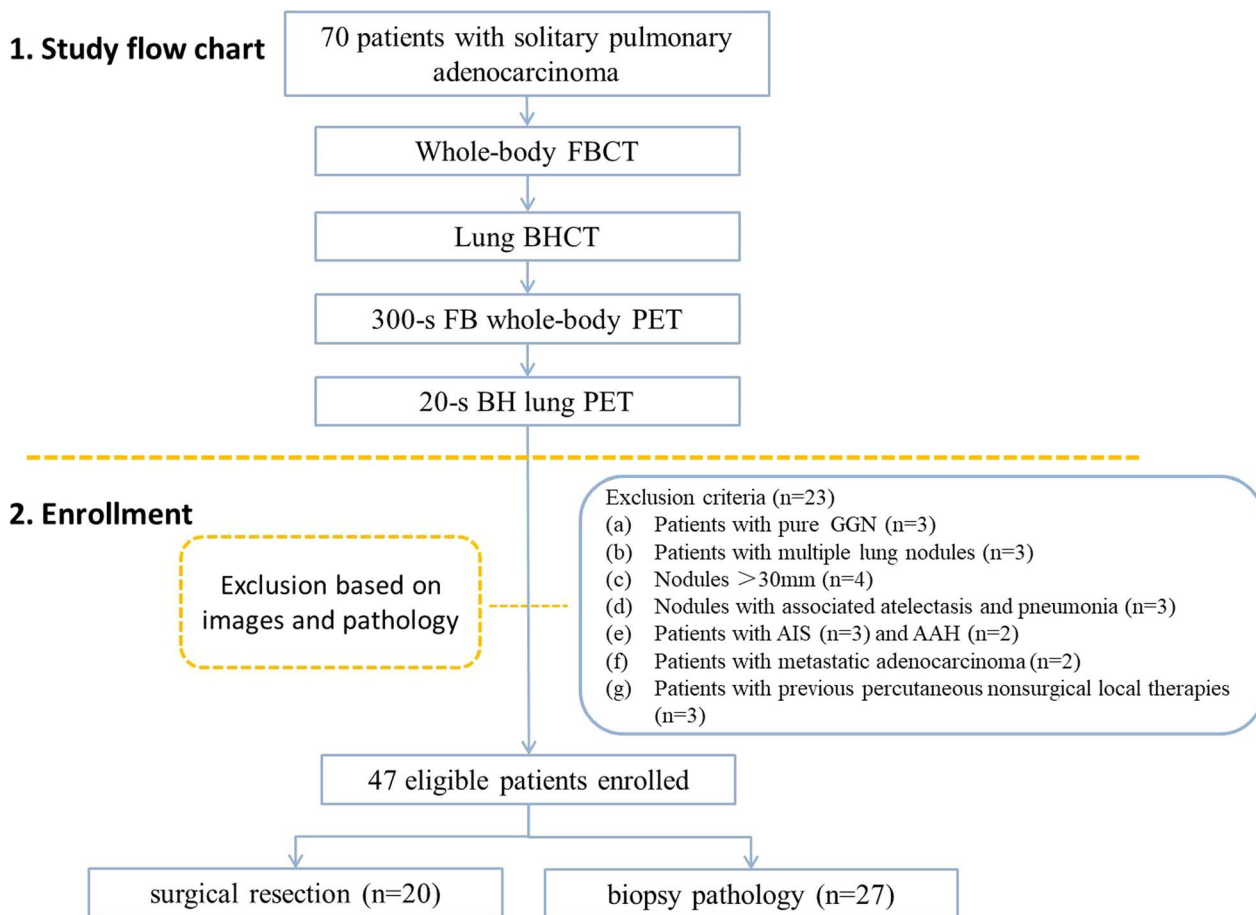 1. Study flow chart
70 patients with solitary pulmonary
adenocarcinoma
Whole-body FBCT
Lung BHCT
300-s FB whole-body PET
20-s BH lung PET
2. Enrollment
Exclusion based on
images and pathology
Exclusion criteria (n=23)
(a) Patients with pure GGN (n=3)
(b) Patients with multiple lung nodules (n=3)
(c) Nodules >30mm (n=4)
(d) Nodules with associated atelectasis and pneumonia (n=3)
(e) Patients with AIS (n=3) and AAH (n=2)
(f) Patients with metastatic adenocarcinoma (n=2)
(g) Patients with previous percutaneous nonsurgical local therapies
(n=3)
47 eligible patients enrolled
surgical resection (n=20)
biopsy pathology (n=27)